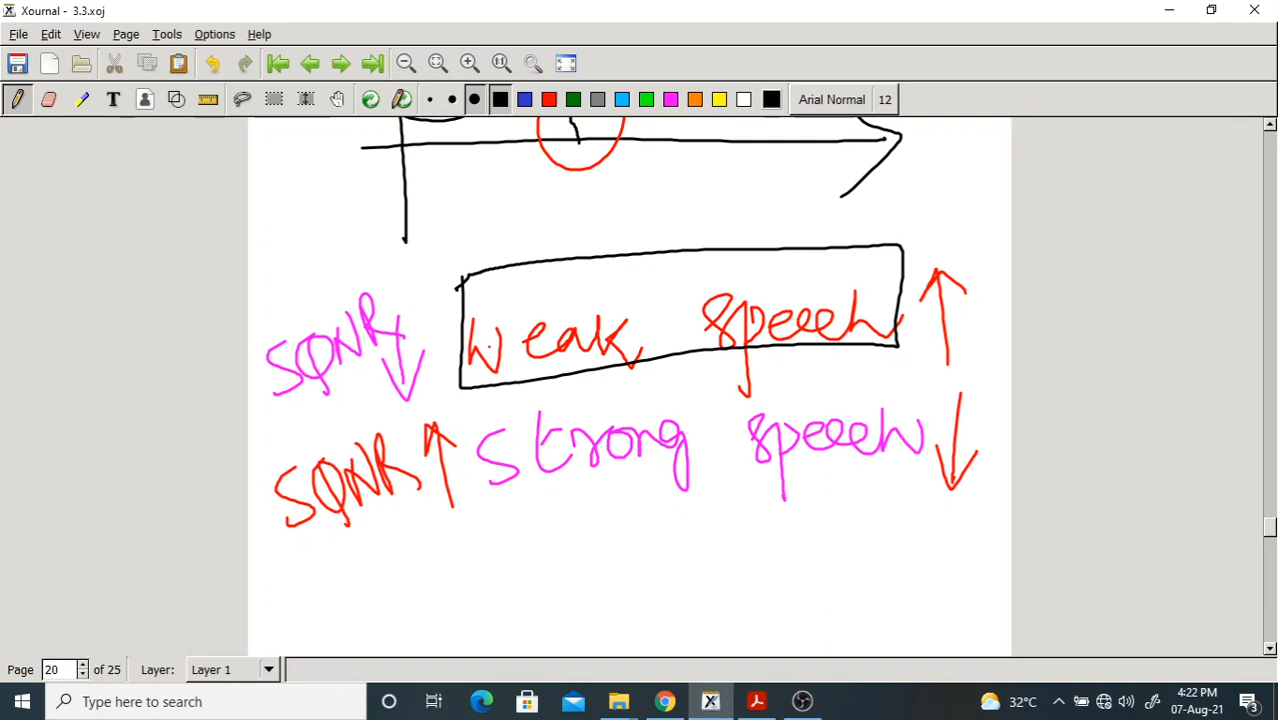 Xournal - 3.3.xoj
File Edit View Page Tools Options Help
Arial Normal 12
SQNR ↓ weak speech ↑
SQNR ↑ strong speech ↓
Page 20 of 25 Layer: Layer 1
Type here to search
32°C
4:22 PM
07-Aug-21
3